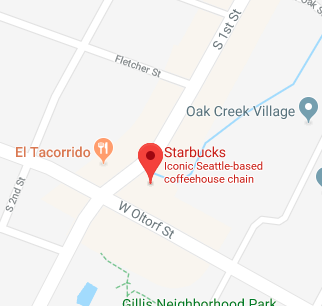 Oak
S 1st St
Fletcher St
Oak Creek Village
El Tacorrido
Starbucks
Iconic Seattle-based
coffeehouse chain
S 2nd St
W Oltorf St
Gillis Neighborhood Park